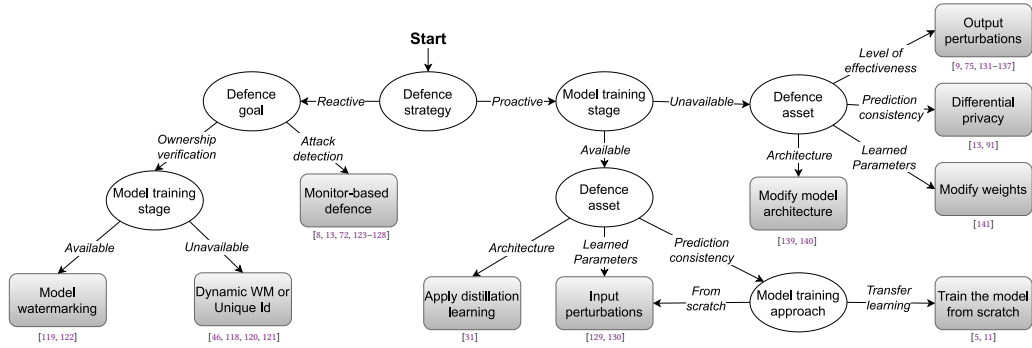 Start
Defence
strategy
Reactive
Proactive
Defence
goal
Ownership
verification
Attack
detection
Model training
stage
Monitor-based
defence
[8, 13, 72, 123–128]
Available
Unavailable
Model
watermarking
[119, 122]
Dynamic WM or
Unique Id
[46, 118, 120, 121]
Model training
stage
Unavailable
Available
Defence
asset
Architecture
Learned
Parameters
Prediction
consistency
Apply distillation
learning
[31]
Input
perturbations
[129, 130]
From
scratch
Model training
approach
Transfer
learning
Train the model
from scratch
[5, 11]
Defence
asset
Level of
effectiveness
Output
perturbations
[9, 75, 131–137]
Prediction
consistency
Differential
privacy
[13, 91]
Learned
Parameters
Modify weights
[141]
Architecture
Modify model
architecture
[139, 140]